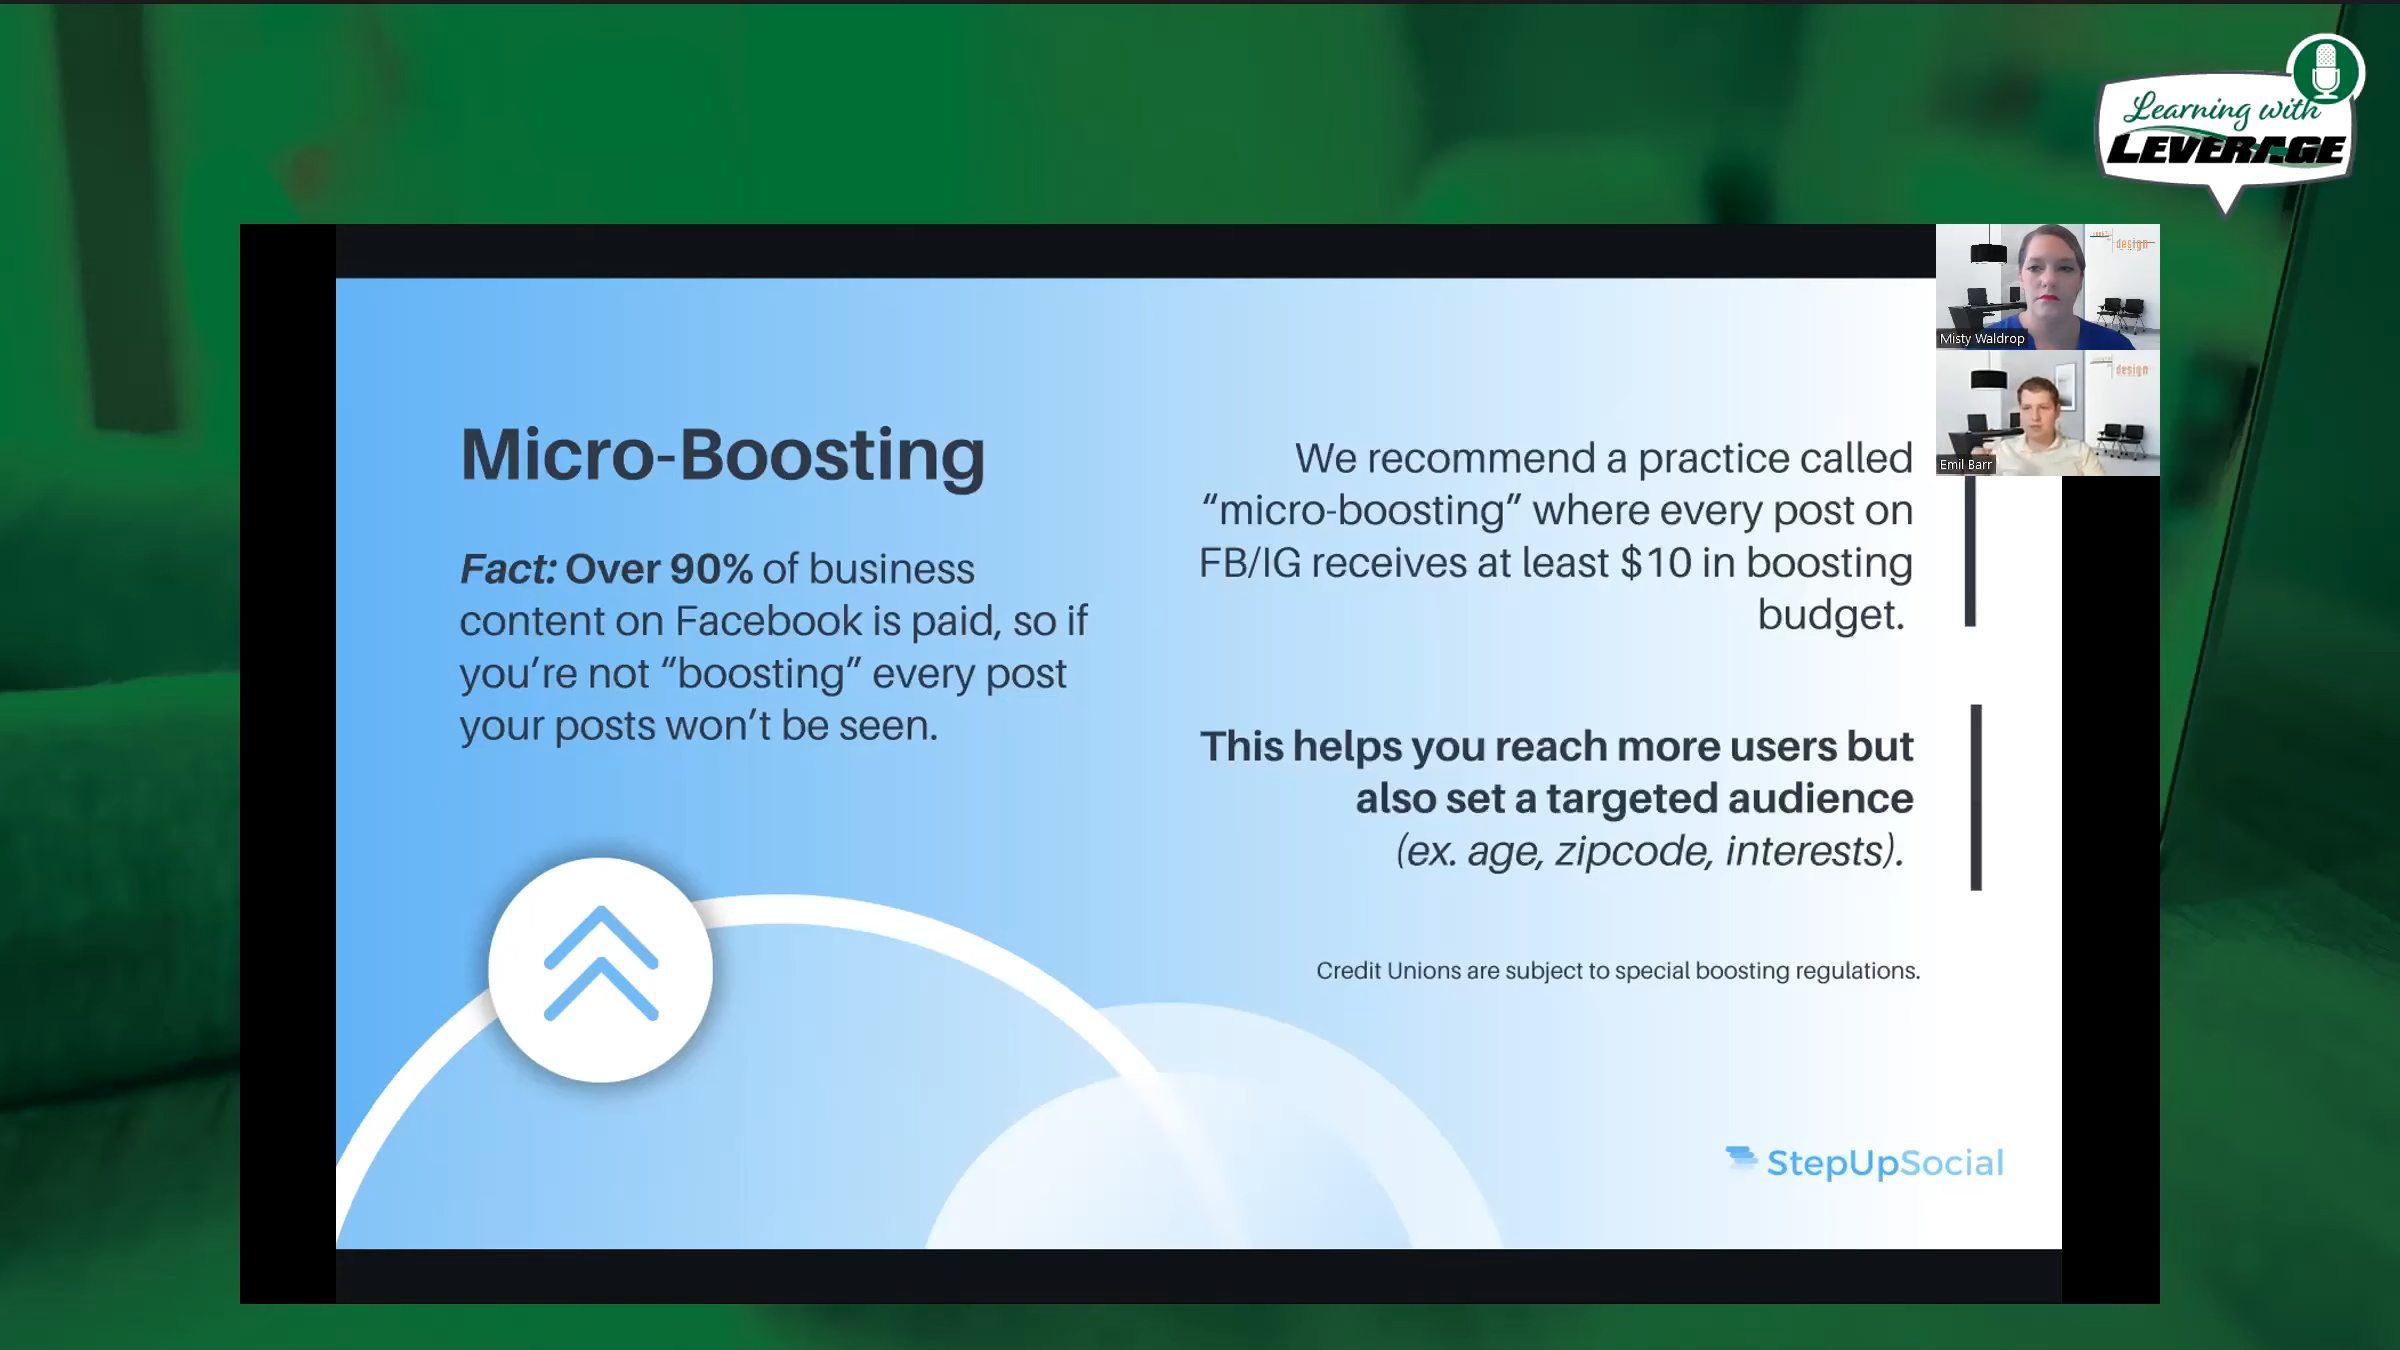 Learning with
LEVERAGE
design
Misty Waldrop
design
Emil Barr
Micro-Boosting
Fact: Over 90% of business
content on Facebook is paid, so if
you’re not “boosting” every post
your posts won’t be seen.
We recommend a practice called
“micro-boosting” where every post on
FB/IG receives at least $10 in boosting
budget.
This helps you reach more users but
also set a targeted audience
(ex. age, zipcode, interests).
Credit Unions are subject to special boosting regulations.
StepUpSocial